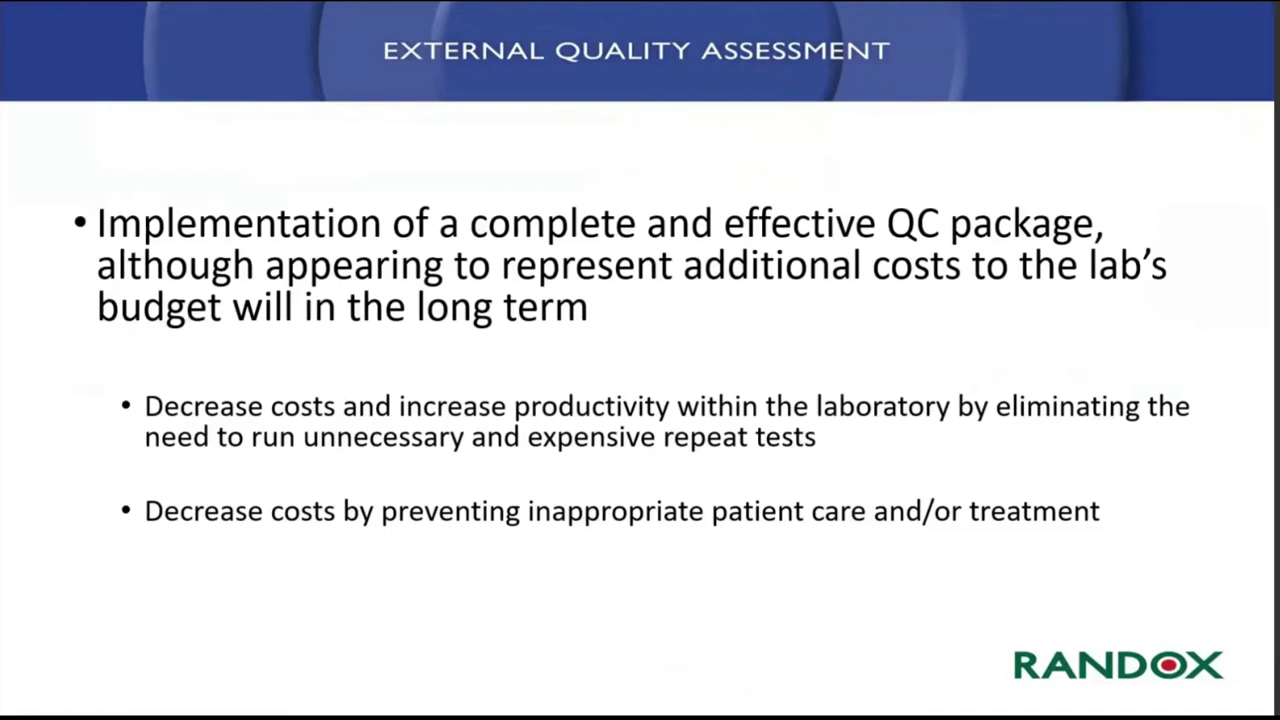 EXTERNAL QUALITY ASSESSMENT
• Implementation of a complete and effective QC package,
although appearing to represent additional costs to the lab’s
budget will in the long term
• Decrease costs and increase productivity within the laboratory by eliminating the
need to run unnecessary and expensive repeat tests
• Decrease costs by preventing inappropriate patient care and/or treatment
RANDOX